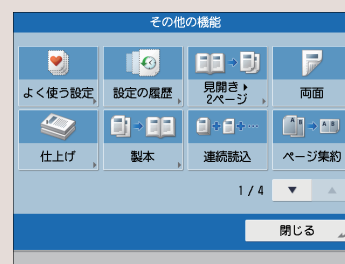 その他の機能
よく使う設定
設定の履歴
見開き▸
2ページ
両面
仕上げ
製本
連続読込
ページ集約
1 / 4 ▼ ▲
閉じる